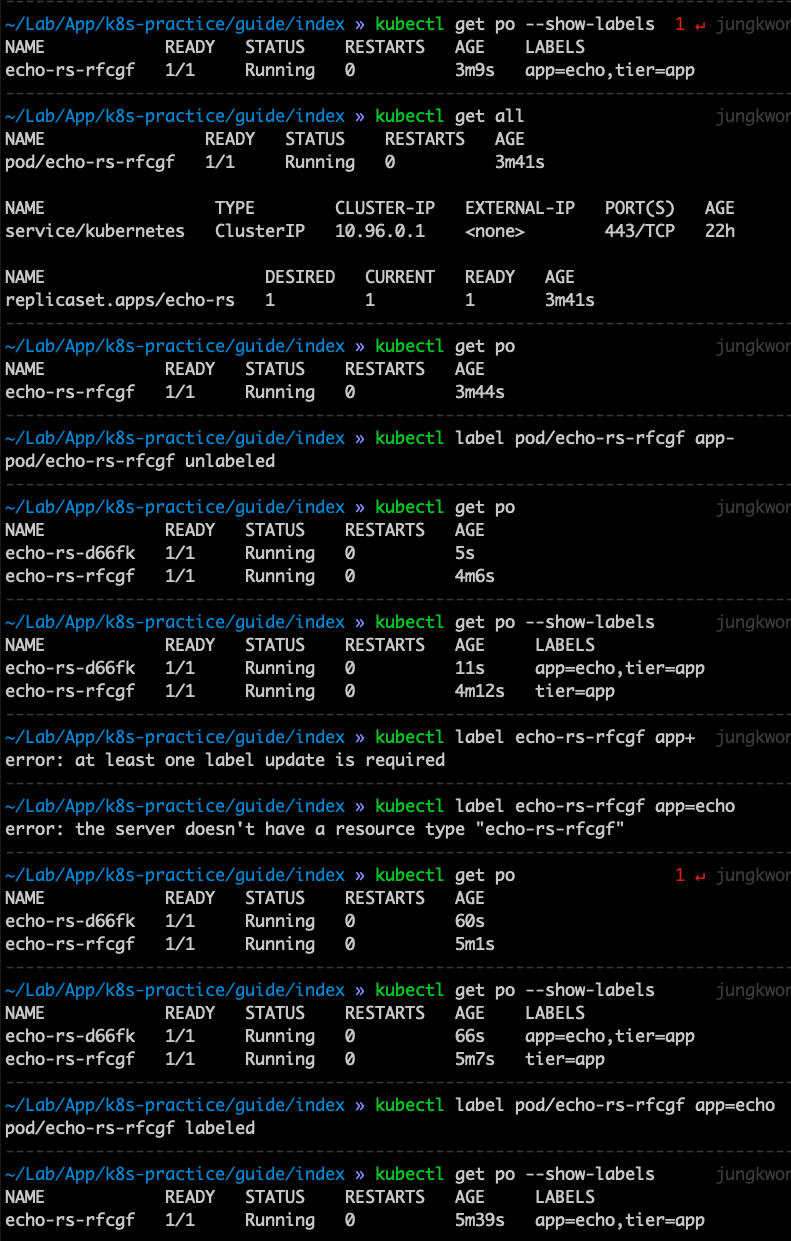 ~/Lab/App/k8s-practice/guide/index » kubectl get po --show-labels 1 ↵ jungkwon
NAME READY STATUS RESTARTS AGE LABELS
echo-rs-rfcgf 1/1 Running 0 3m9s app=echo,tier=app
~/Lab/App/k8s-practice/guide/index » kubectl get all jungkwon
NAME READY STATUS RESTARTS AGE
pod/echo-rs-rfcgf 1/1 Running 0 3m41s
NAME TYPE CLUSTER-IP EXTERNAL-IP PORT(S) AGE
service/kubernetes ClusterIP 10.96.0.1 <none> 443/TCP 22h
NAME DESIRED CURRENT READY AGE
replicaset.apps/echo-rs 1 1 1 3m41s
~/Lab/App/k8s-practice/guide/index » kubectl get po jungkwon
NAME READY STATUS RESTARTS AGE
echo-rs-rfcgf 1/1 Running 0 3m44s
~/Lab/App/k8s-practice/guide/index » kubectl label pod/echo-rs-rfcgf app-
pod/echo-rs-rfcgf unlabeled
~/Lab/App/k8s-practice/guide/index » kubectl get po jungkwon
NAME READY STATUS RESTARTS AGE
echo-rs-d66fk 1/1 Running 0 5s
echo-rs-rfcgf 1/1 Running 0 4m6s
~/Lab/App/k8s-practice/guide/index » kubectl get po --show-labels jungkwon
NAME READY STATUS RESTARTS AGE LABELS
echo-rs-d66fk 1/1 Running 0 11s app=echo,tier=app
echo-rs-rfcgf 1/1 Running 0 4m12s tier=app
~/Lab/App/k8s-practice/guide/index » kubectl label echo-rs-rfcgf app+ jungkwon
error: at least one label update is required
~/Lab/App/k8s-practice/guide/index » kubectl label echo-rs-rfcgf app=echo
error: the server doesn't have a resource type "echo-rs-rfcgf"
~/Lab/App/k8s-practice/guide/index » kubectl get po 1 ↵ jungkwon
NAME READY STATUS RESTARTS AGE
echo-rs-d66fk 1/1 Running 0 60s
echo-rs-rfcgf 1/1 Running 0 5m1s
~/Lab/App/k8s-practice/guide/index » kubectl get po --show-labels jungkwon
NAME READY STATUS RESTARTS AGE LABELS
echo-rs-d66fk 1/1 Running 0 66s app=echo,tier=app
echo-rs-rfcgf 1/1 Running 0 5m7s tier=app
~/Lab/App/k8s-practice/guide/index » kubectl label pod/echo-rs-rfcgf app=echo
pod/echo-rs-rfcgf labeled
~/Lab/App/k8s-practice/guide/index » kubectl get po --show-labels jungkwon
NAME READY STATUS RESTARTS AGE LABELS
echo-rs-rfcgf 1/1 Running 0 5m39s app=echo,tier=app